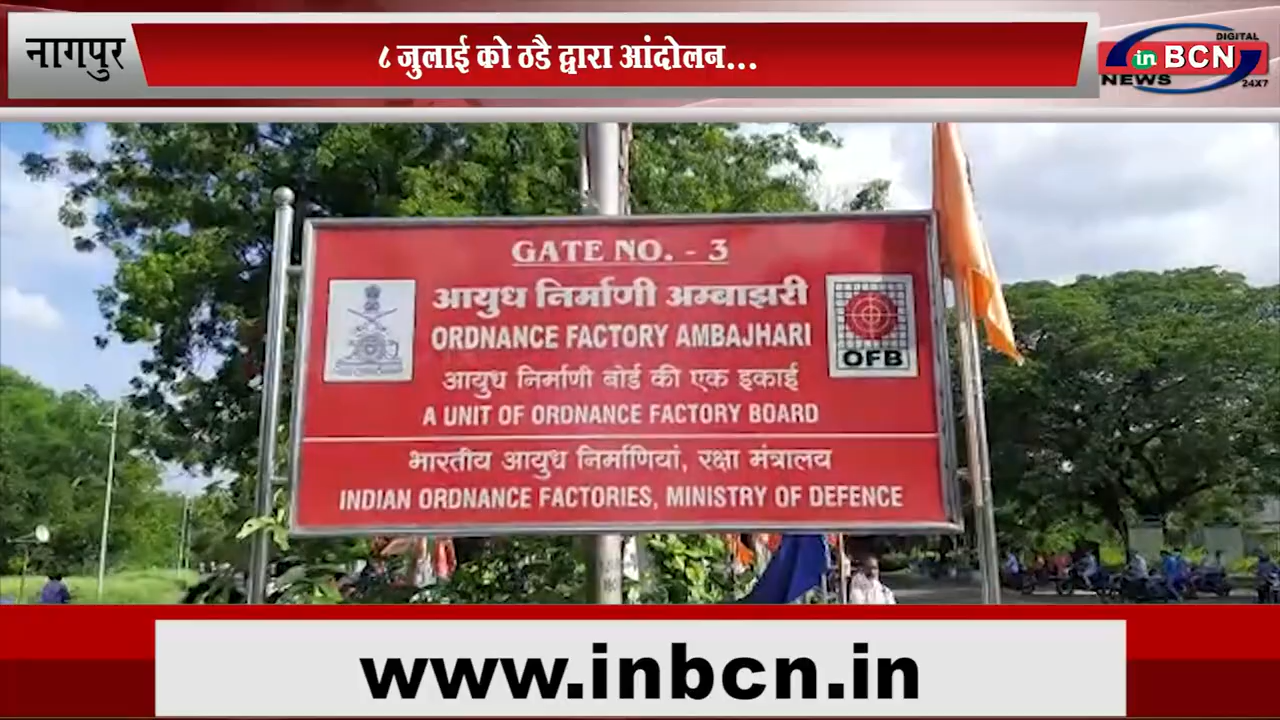 नागपुर
८ जुलाई को ठडै द्वारा आंदोलन...
DIGITAL
in BCN
NEWS
24X7
GATE NO. - 3
आयुध निर्माणी अम्बाझरी
ORDNANCE FACTORY AMBAJHARI
OFB
आयुध निर्माणी बोर्ड की एक इकाई
A UNIT OF ORDNANCE FACTORY BOARD
भारतीय आयुध निर्माणियां, रक्षा मंत्रालय
INDIAN ORDNANCE FACTORIES, MINISTRY OF DEFENCE
www.inbcn.in